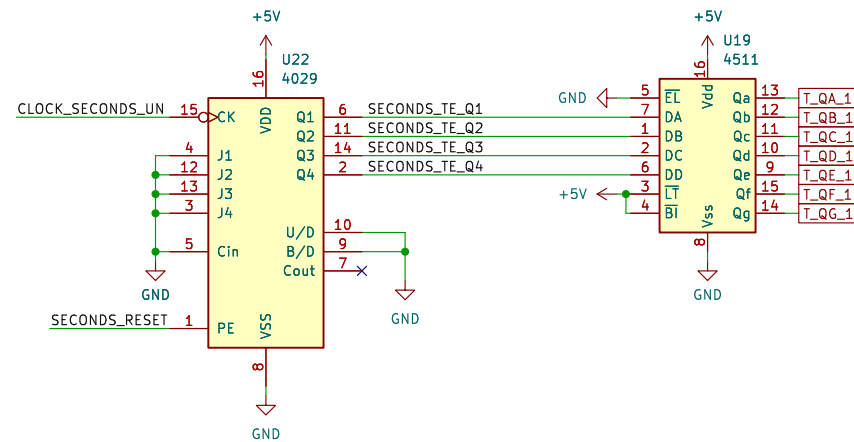 +5V
U22
4029
16
VDD
CLOCK_SECONDS_UN
15
CK
4
J1
12
J2
13
J3
3
J4
5
Cin
GND
SECONDS_RESET
1
PE
VSS
8
GND
Q1
6
SECONDS_TE_Q1
Q2
11
SECONDS_TE_Q2
Q3
14
SECONDS_TE_Q3
Q4
2
SECONDS_TE_Q4
U/D
10
B/D
9
Cout
7
GND
+5V
U19
4511
16
Vdd
GND
5
EL
7
DA
1
DB
2
DC
6
DD
+5V
3
LT
4
BI
Vss
8
GND
Qa
13
T_QA_1
Qb
12
T_QB_1
Qc
11
T_QC_1
Qd
10
T_QD_1
Qe
9
T_QE_1
Qf
15
T_QF_1
Qg
14
T_QG_1